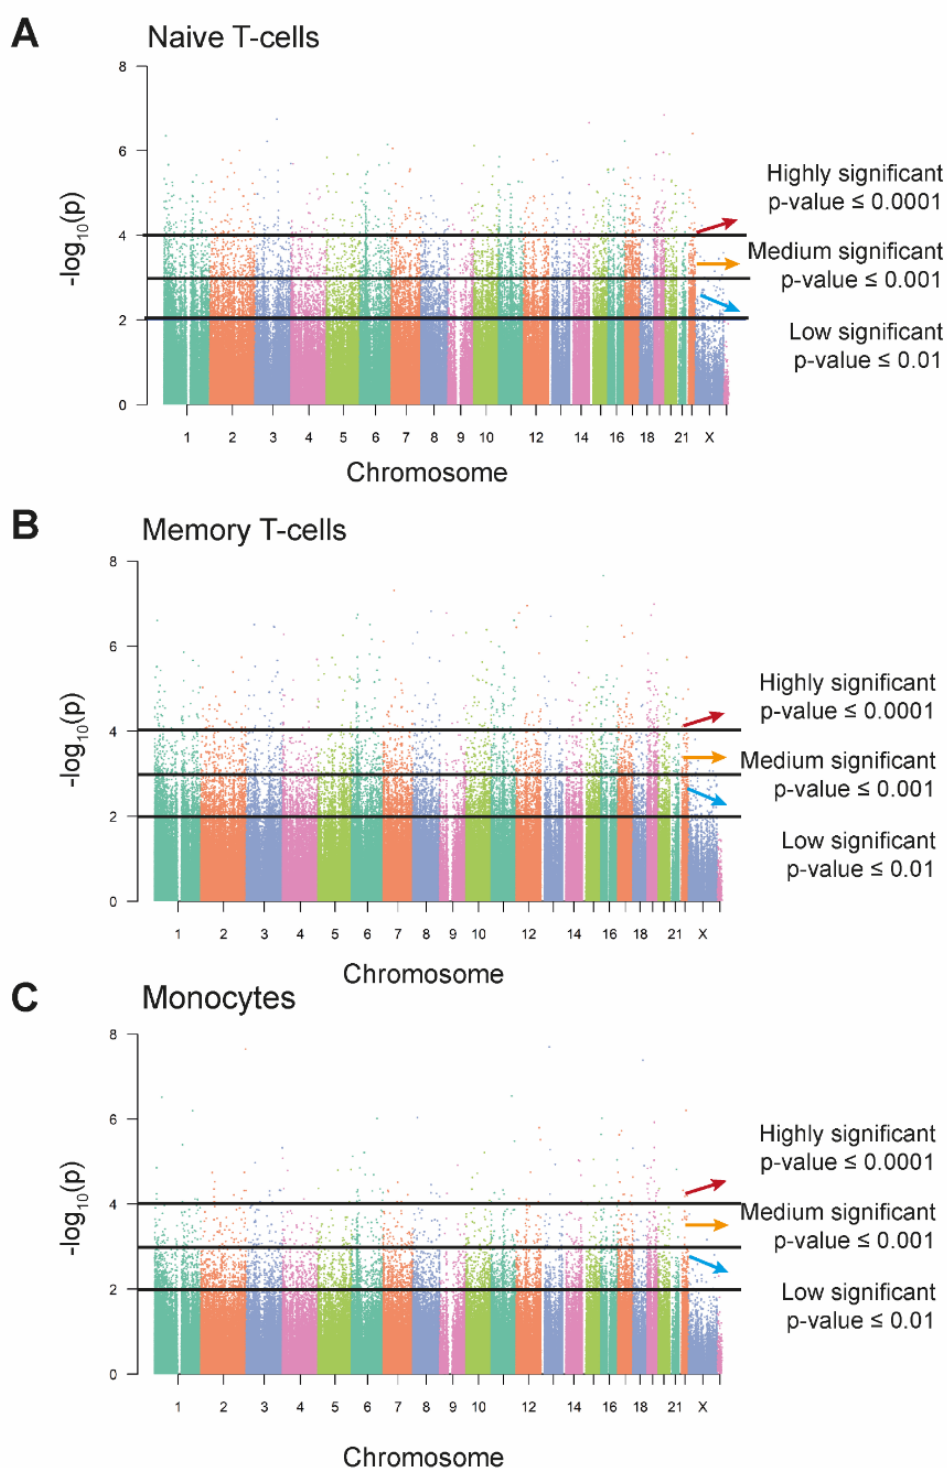 A
Naive T-cells
8
6
4
2
0
-log10(p)
Highly significant
p-value ≤ 0.0001
Medium significant
p-value ≤ 0.001
Low significant
p-value ≤ 0.01
1 2 3 4 5 6 7 8 9 10 12 14 16 18 21 X
Chromosome
B
Memory T-cells
8
6
4
2
0
-log10(p)
Highly significant
p-value ≤ 0.0001
Medium significant
p-value ≤ 0.001
Low significant
p-value ≤ 0.01
1 2 3 4 5 6 7 8 9 10 12 14 16 18 21 X
Chromosome
C
Monocytes
8
6
4
2
0
-log10(p)
Highly significant
p-value ≤ 0.0001
Medium significant
p-value ≤ 0.001
Low significant
p-value ≤ 0.01
1 2 3 4 5 6 7 8 9 10 12 14 16 18 21 X
Chromosome